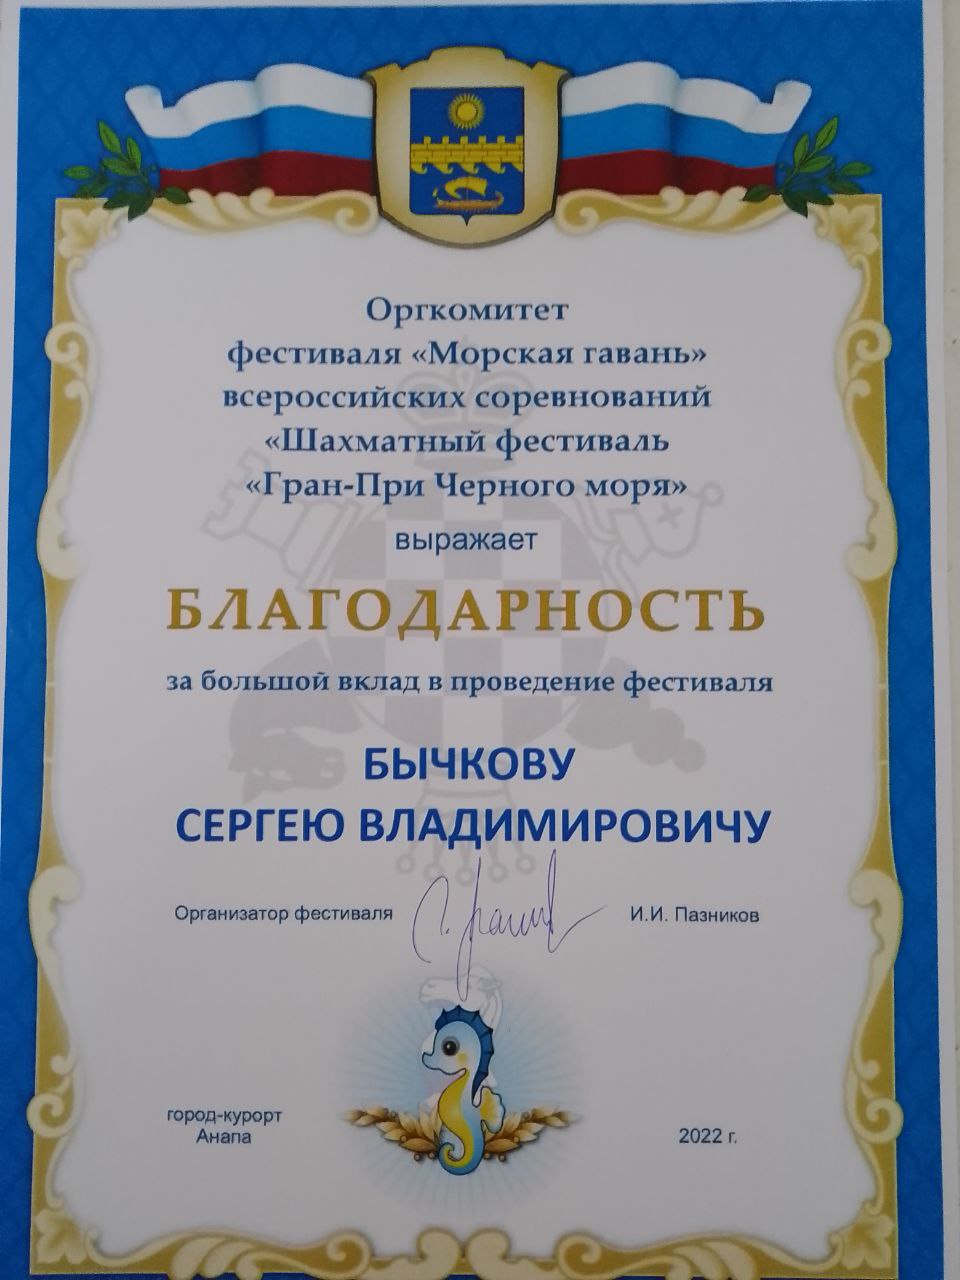 Оргкомитет
фестиваля «Морская гавань»
всероссийских соревнований
«Шахматный фестиваль
«Гран-При Черного моря»
выражает
БЛАГОДАРНОСТЬ
за большой вклад в проведение фестиваля
БЫЧКОВУ
СЕРГЕЮ ВЛАДИМИРОВИЧУ
Организатор фестиваля И.И. Пазников
город-курорт
Анапа
2022 г.